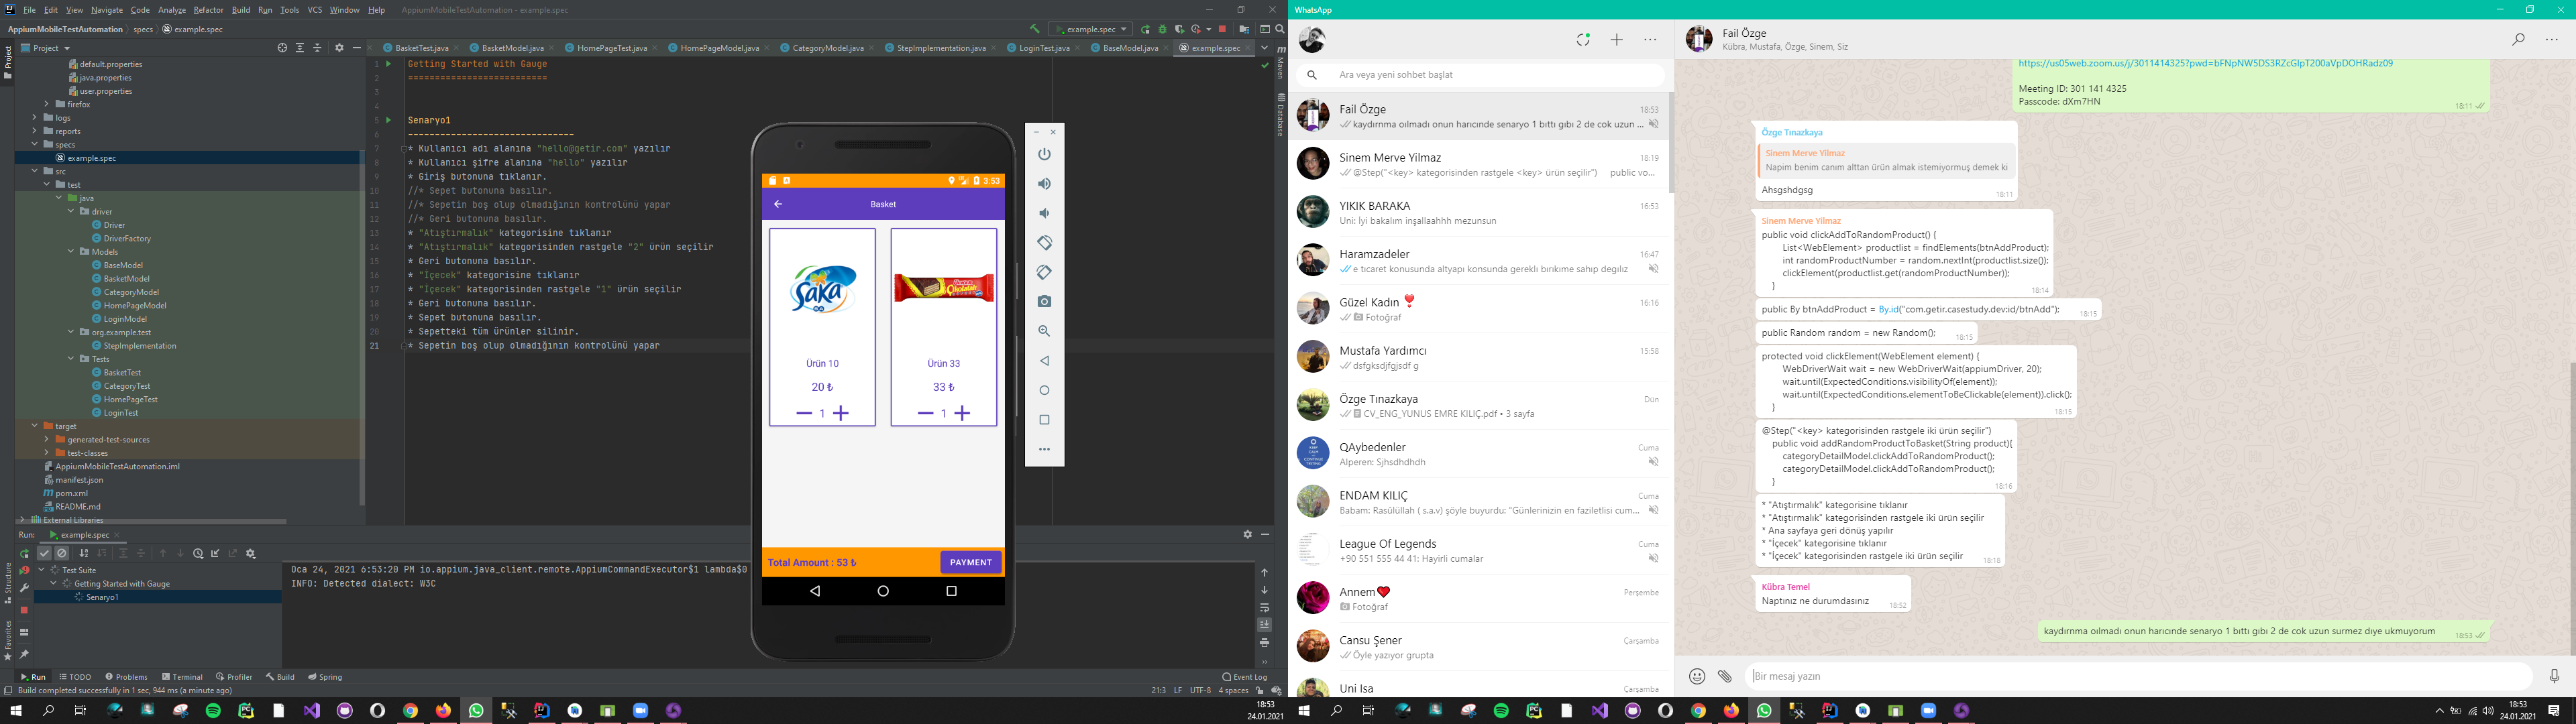 File Edit View Navigate Code Analyze Refactor Build Run Tools VCS Window Help AppiumMobileTestAutomation - example.spec
AppiumMobileTestAutomation specs example.spec
example.spec
Project
BasketTest.java BasketModel.java HomePageTest.java HomePageModel.java CategoryModel.java StepImplementation.java LoginTest.java BaseModel.java example.spec
default.properties
java.properties
user.properties
firefox
logs
reports
specs
example.spec
src
test
java
driver
Driver
DriverFactory
Models
BaseModel
BasketModel
CategoryModel
HomePageModel
LoginModel
org.example.test
StepImplementation
Tests
BasketTest
CategoryTest
HomePageTest
LoginTest
target
generated-test-sources
test-classes
AppiumMobileTestAutomation.iml
manifest.json
pom.xml
README.md
External Libraries
Project
Structure
Favorites
Maven
Database
1 Getting Started with Gauge
2 ==========================
3
4
5 Senaryo1
6 -------------------------------
7 * Kullanıcı adı alanına "hello@getir.com" yazılır
8 * Kullanıcı şifre alanına "hello" yazılır
9 * Giriş butonuna tıklanır.
10 //* Sepet butonuna basılır.
11 //* Sepetin boş olup olmadığının kontrolünü yapar
12 //* Geri butonuna basılır.
13 * "Atıştırmalık" kategorisine tıklanır
14 * "Atıştırmalık" kategorisinden rastgele "2" ürün seçilir
15 * Geri butonuna basılır.
16 * "İçecek" kategorisine tıklanır
17 * "İçecek" kategorisinden rastgele "1" ürün seçilir
18 * Geri butonuna basılır.
19 * Sepet butonuna basılır.
20 * Sepetteki tüm ürünler silinir.
21 * Sepetin boş olup olmadığının kontrolünü yapar
3:53
Basket
Saka
Ürün 10
20 ₺
1
Çikolatalı
Ürün 33
33 ₺
1
Total Amount : 53 ₺
PAYMENT
Run: example.spec
Test Suite
Getting Started with Gauge
Senaryo1
Oca 24, 2021 6:53:20 PM io.appium.java_client.remote.AppiumCommandExecutor$1 lambda$0
INFO: Detected dialect: W3C
Run TODO Problems Terminal Profiler Build Spring
Event Log
Build completed successfully in 1 sec, 944 ms (a minute ago)
21:3 LF UTF-8 4 spaces
18:53
24.01.2021
WhatsApp
Ara veya yeni sohbet başlat
Fail Özge 18:53
kaydırnma oılmadı onun harıcınde senaryo 1 bıttı gıbı 2 de cok uzun ...
Sinem Merve Yilmaz 18:19
@Step("<key> kategorisinden rastgele <key> ürün seçilir") public vo...
YIKIK BARAKA 16:53
Uni: İyi bakalım inşallaahhh mezunsun
Haramzadeler 16:47
e tıcaret konusunda altyapı konsunda gereklı bırıkıme sahıp degılız
Güzel Kadın 16:16
Fotoğraf
Mustafa Yardımcı 15:58
dsfgksdjfgjsdf g
Özge Tınazkaya Dün
CV_ENG_YUNUS EMRE KILIÇ.pdf • 3 sayfa
QAybedenler Cuma
Alperen: Sjhsdhdhdh
ENDAM KILIÇ Cuma
Babam: Rasûlüllah ( s.a.v) şöyle buyurdu: "Günlerinizin en faziletlisi cum...
League Of Legends Cuma
+90 551 555 44 41: Hayirli cumalar
Annem Perşembe
Fotoğraf
Cansu Şener Çarşamba
Öyle yazıyor grupta
Uni Isa Çarşamba
Fail Özge
Kübra, Mustafa, Özge, Sinem, Siz
https://us05web.zoom.us/j/3011414325?pwd=bFNpNW5DS3RZcGlpT200aVpDOHRadz09
Meeting ID: 301 141 4325
Passcode: dXm7HN
18:11
Özge Tınazkaya
Sinem Merve Yilmaz
Napim benim canım alttan ürün almak istemiyormuş demek ki
Ahsgshdgsg
18:11
Sinem Merve Yilmaz
public void clickAddToRandomProduct() {
List<WebElement> productlist = findElements(btnAddProduct);
int randomProductNumber = random.nextInt(productlist.size());
clickElement(productlist.get(randomProductNumber));
}
18:14
public By btnAddProduct = By.id("com.getir.casestudy.dev:id/btnAdd");
18:15
public Random random = new Random();
18:15
protected void clickElement(WebElement element) {
WebDriverWait wait = new WebDriverWait(appiumDriver, 20);
wait.until(ExpectedConditions.visibilityOf(element));
wait.until(ExpectedConditions.elementToBeClickable(element)).click();
}
18:15
@Step("<key> kategorisinden rastgele iki ürün seçilir")
public void addRandomProductToBasket(String product){
categoryDetailModel.clickAddToRandomProduct();
categoryDetailModel.clickAddToRandomProduct();
}
18:16
* "Atıştırmalık" kategorisine tıklanır
* "Atıştırmalık" kategorisinden rastgele iki ürün seçilir
* Ana sayfaya geri dönüş yapılır
* "İçecek" kategorisine tıklanır
* "İçecek" kategorisinden rastgele iki ürün seçilir
18:18
Kübra Temel
Naptınız ne durumdasınız
18:52
kaydırnma oılmadı onun harıcınde senaryo 1 bıttı gıbı 2 de cok uzun surmez dıye ukmuyorum
18:53
Bir mesaj yazın
18:53
24.01.2021